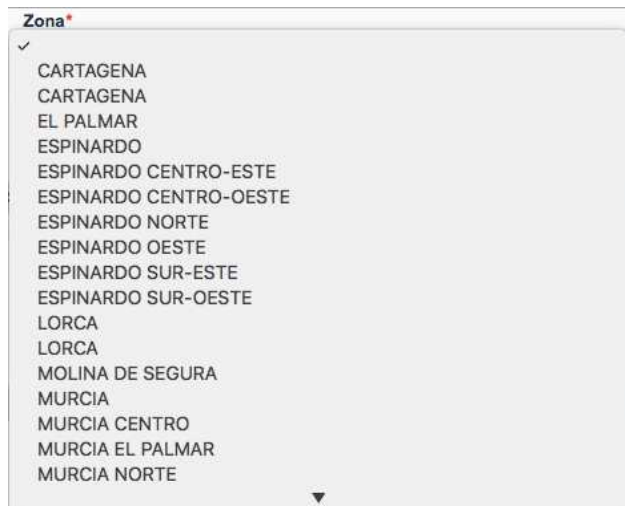 Zona*
CARTAGENA
CARTAGENA
EL PALMAR
ESPINARDO
ESPINARDO CENTRO-ESTE
ESPINARDO CENTRO-OESTE
ESPINARDO NORTE
ESPINARDO OESTE
ESPINARDO SUR-ESTE
ESPINARDO SUR-OESTE
LORCA
LORCA
MOLINA DE SEGURA
MURCIA
MURCIA CENTRO
MURCIA EL PALMAR
MURCIA NORTE